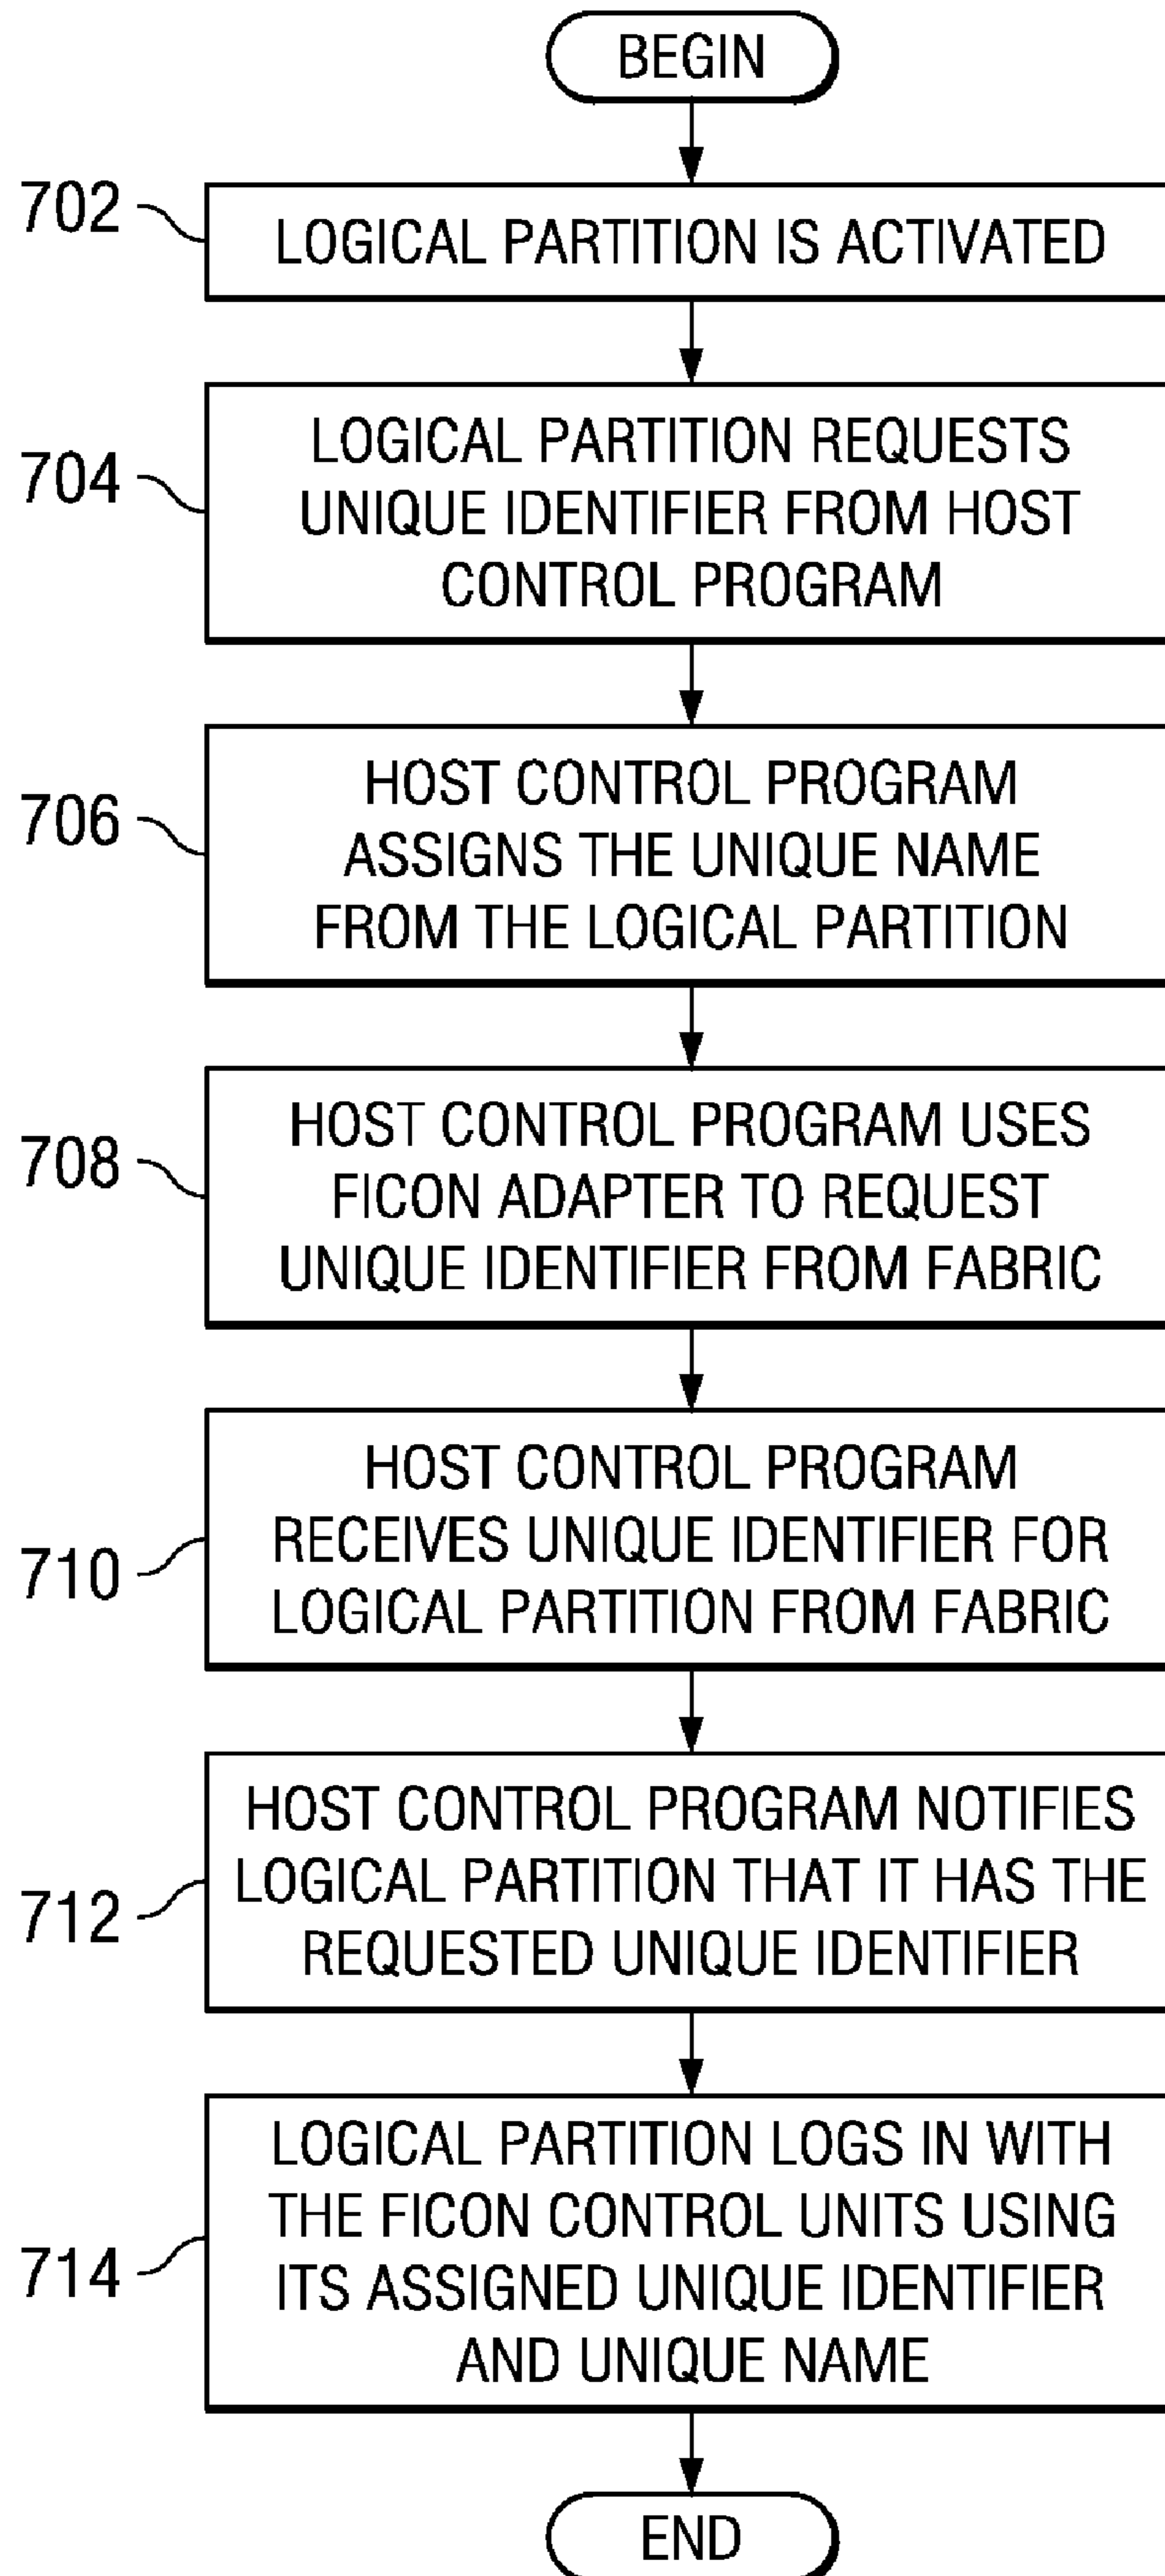 BEGIN
702
LOGICAL PARTITION IS ACTIVATED
704
LOGICAL PARTITION REQUESTS
UNIQUE IDENTIFIER FROM HOST
CONTROL PROGRAM
706
HOST CONTROL PROGRAM
ASSIGNS THE UNIQUE NAME
FROM THE LOGICAL PARTITION
708
HOST CONTROL PROGRAM USES
FICON ADAPTER TO REQUEST
UNIQUE IDENTIFIER FROM FABRIC
710
HOST CONTROL PROGRAM
RECEIVES UNIQUE IDENTIFIER FOR
LOGICAL PARTITION FROM FABRIC
712
HOST CONTROL PROGRAM NOTIFIES
LOGICAL PARTITION THAT IT HAS THE
REQUESTED UNIQUE IDENTIFIER
714
LOGICAL PARTITION LOGS IN WITH
THE FICON CONTROL UNITS USING
ITS ASSIGNED UNIQUE IDENTIFIER
AND UNIQUE NAME
END